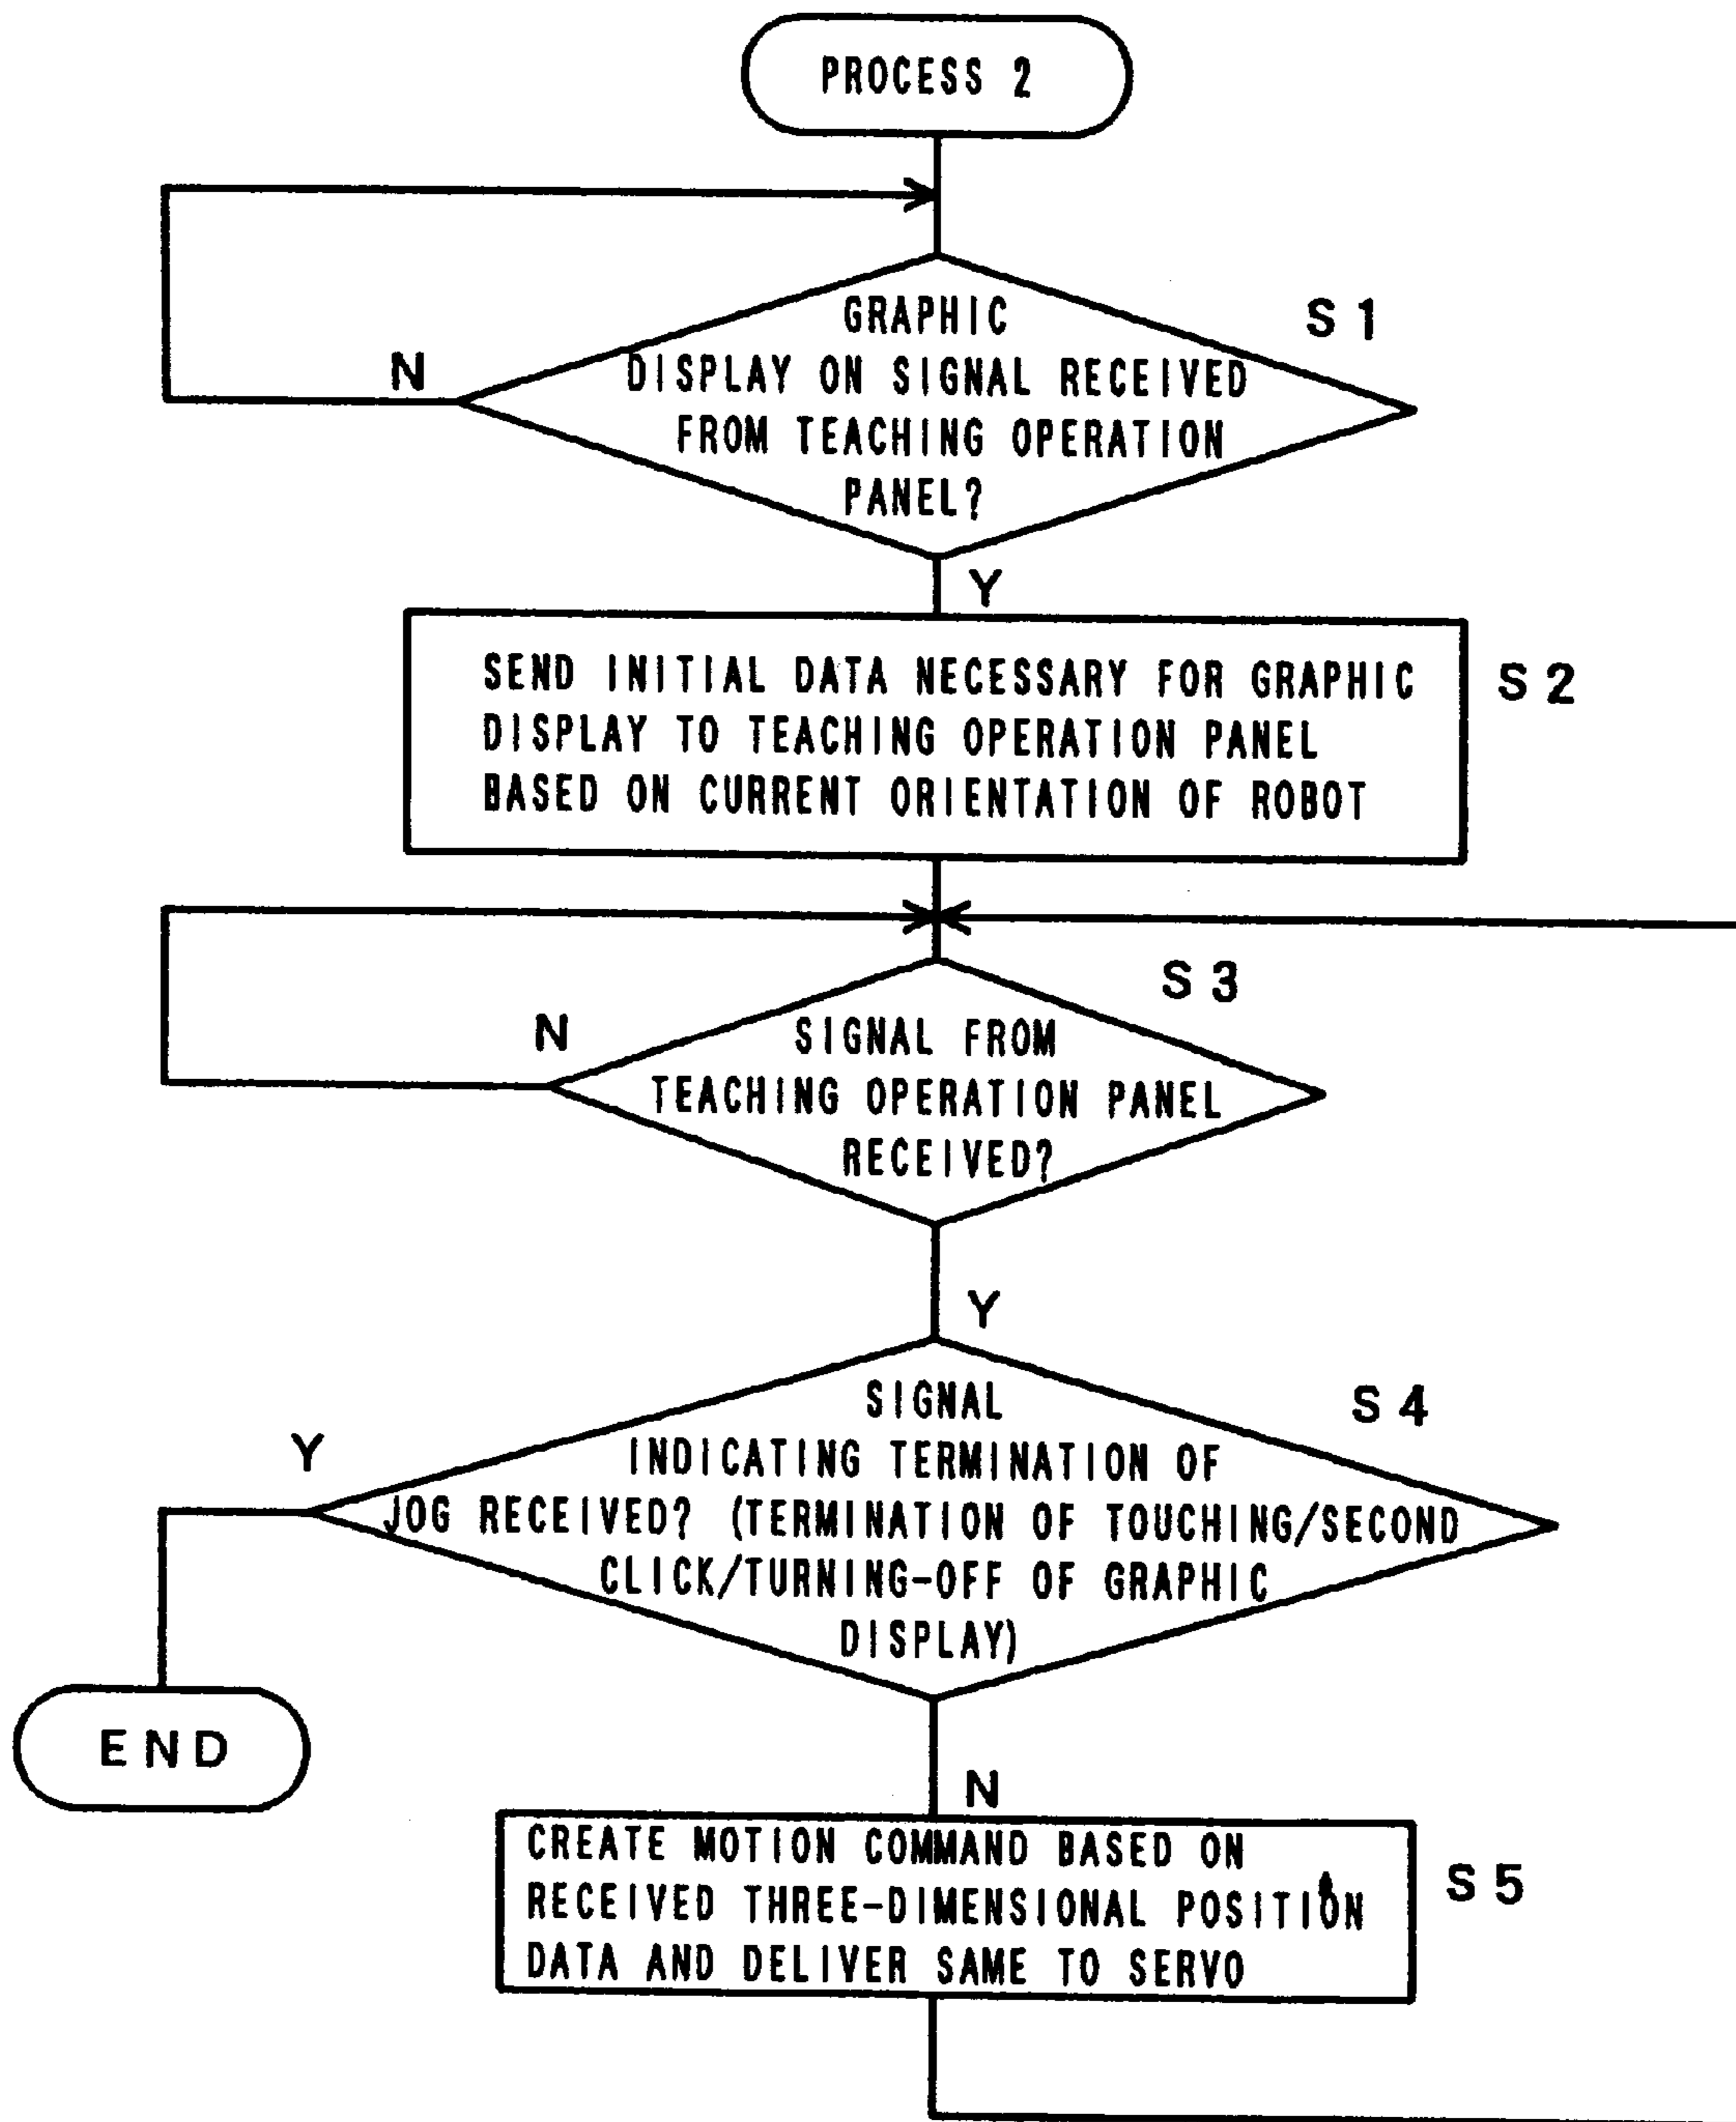 PROCESS 2
S1
GRAPHIC
DISPLAY ON SIGNAL RECEIVED
FROM TEACHING OPERATION
PANEL?
N
Y
SEND INITIAL DATA NECESSARY FOR GRAPHIC
DISPLAY TO TEACHING OPERATION PANEL
BASED ON CURRENT ORIENTATION OF ROBOT
S2
S3
N
SIGNAL FROM
TEACHING OPERATION PANEL
RECEIVED?
Y
S4
Y
SIGNAL
INDICATING TERMINATION OF
JOG RECEIVED? (TERMINATION OF TOUCHING/SECOND
CLICK/TURNING-OFF OF GRAPHIC
DISPLAY)
END
N
CREATE MOTION COMMAND BASED ON
RECEIVED THREE-DIMENSIONAL POSITION
DATA AND DELIVER SAME TO SERVO
S5